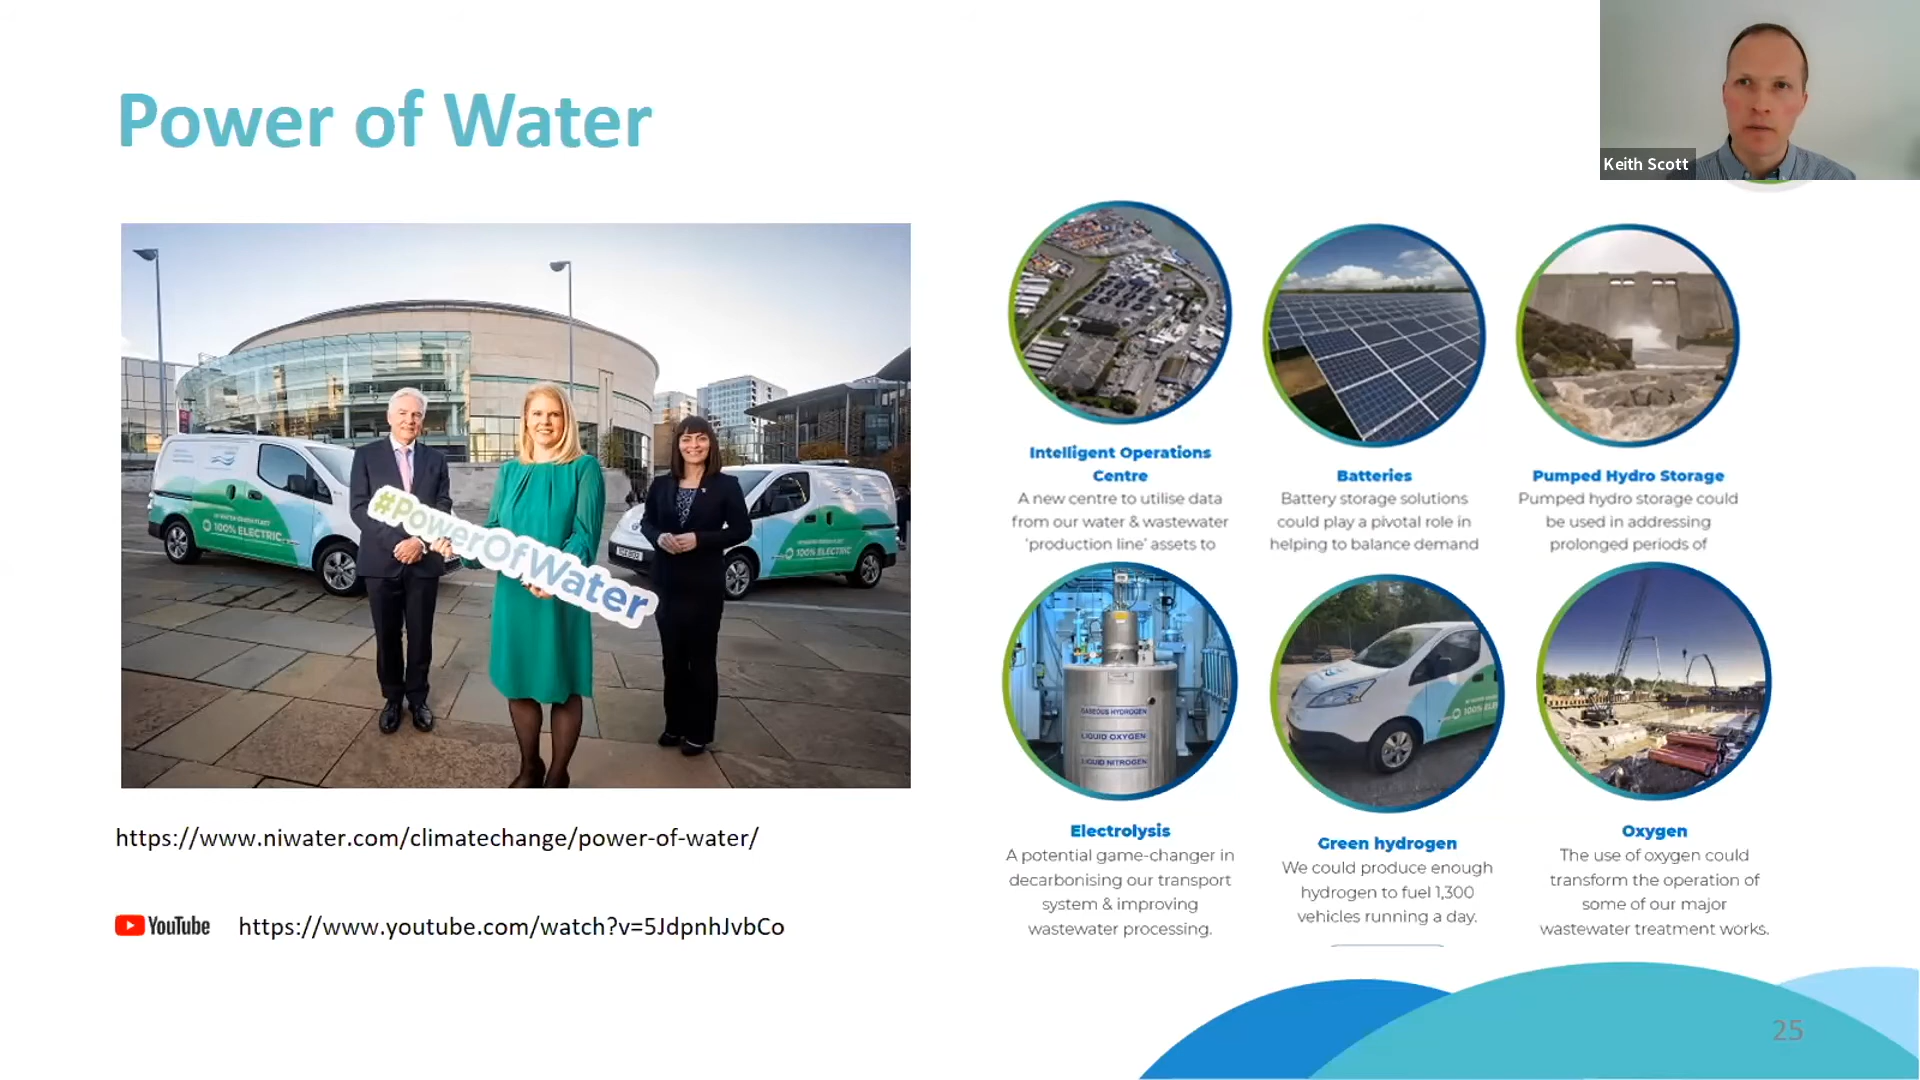 Power of Water
Keith Scott
100% ELECTRIC
#PowerOfWater
100% ELECTRIC
https://www.niwater.com/climatechange/power-of-water/
YouTube
https://www.youtube.com/watch?v=5JdpnhJvbCo
Intelligent Operations
Centre
A new centre to utilise data
from our water & wastewater
'production line' assets to
Batteries
Battery storage solutions
could play a pivotal role in
helping to balance demand
Pumped Hydro Storage
Pumped hydro storage could
be used in addressing
prolonged periods of
GASEOUS HYDROGEN
LIQUID OXYGEN
LIQUID NITROGEN
Electrolysis
A potential game-changer in
decarbonising our transport
system & improving
wastewater processing.
100% ELECT
Green hydrogen
We could produce enough
hydrogen to fuel 1,300
vehicles running a day.
Oxygen
The use of oxygen could
transform the operation of
some of our major
wastewater treatment works.
25